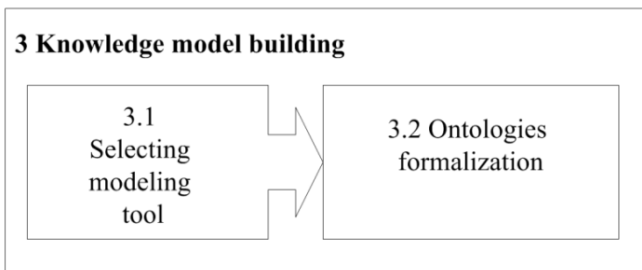 3 Knowledge model building
3.1
Selecting
modeling
tool
3.2 Ontologies
formalization